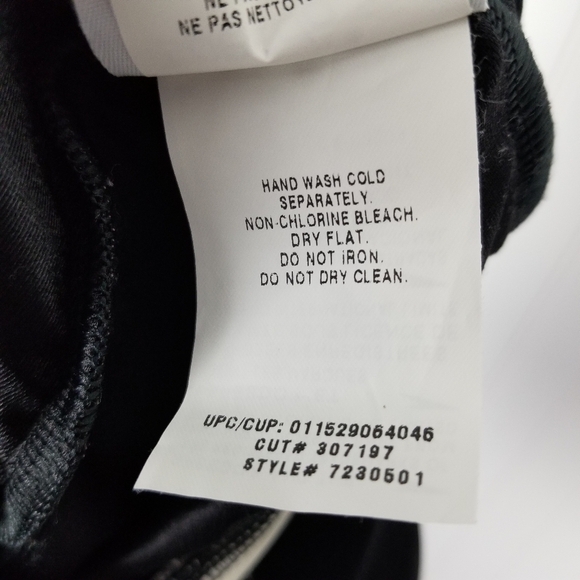 NE PAS
HAND WASH COLD
SEPARATELY.
NON-CHLORINE BLEACH.
DRY FLAT.
DO NOT IRON.
DO NOT DRY CLEAN.
UPC/CUP: 011529064046
CUT# 307197
STYLE# 7230501